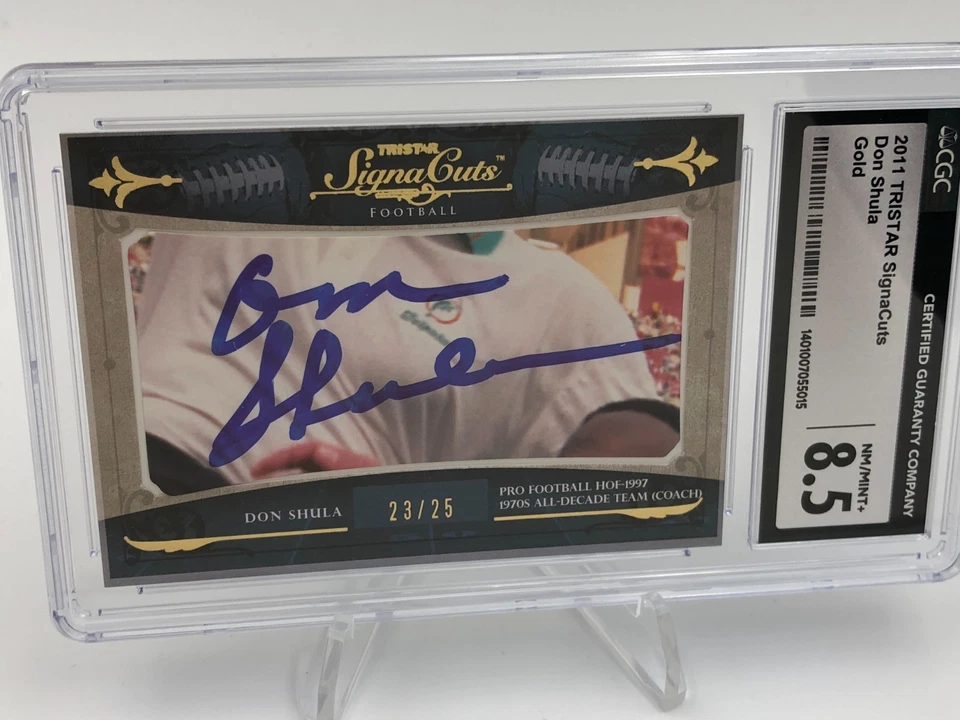 TRISTAR
SignaCuts™
FOOTBALL
Don
Shula
DON SHULA
23/25
PRO FOOTBALL HOF-1997
1970S ALL-DECADE TEAM (COACH)
CGC
CERTIFIED GUARANTY COMPANY
2011 TRISTAR SignaCuts
Don Shula
Gold
1401007055015
NM/MINT+
8.5